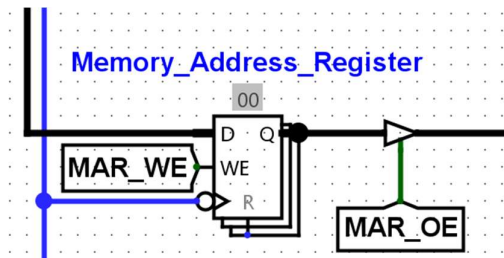 Memory_Address_Register
00
D Q
MAR_WE
WE
R
MAR_OE